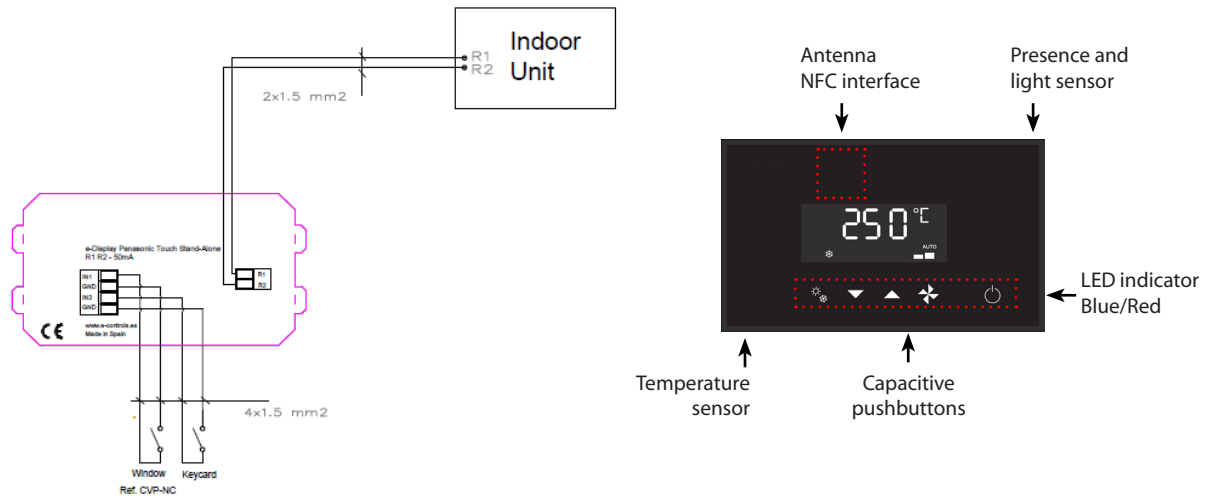 Indoor
Unit
R1
R2
2x1.5 mm2
e-Display Panasonic Touch Stand-Alone
R1 R2 - 50mA
IN1
GND
IN2
GND
R1
R2
CE
www.e-controls.es
Made in Spain
4x1.5 mm2
Window
Keycard
Ref. CVP-NC
Antenna
NFC interface
Presence and
light sensor
250°C
AUTO
LED indicator
Blue/Red
Temperature
sensor
Capacitive
pushbuttons